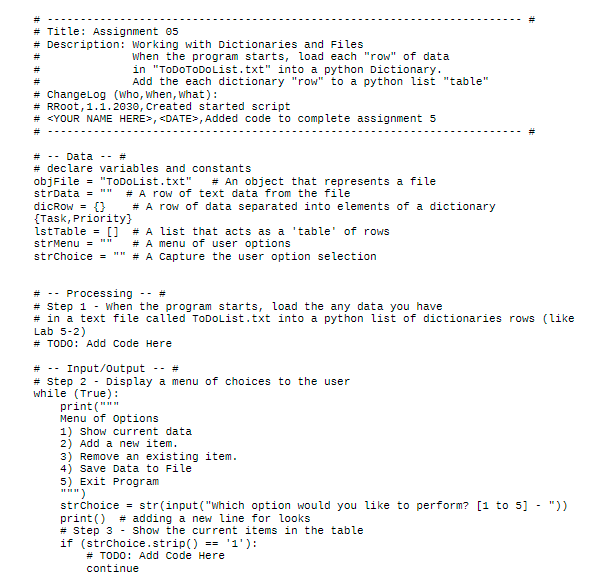 # ------------------------------------------------------------------------ #
# Title: Assignment 05
# Description: Working with Dictionaries and Files
#              When the program starts, load each "row" of data
#              in "ToDoToDoList.txt" into a python Dictionary.
#              Add the each dictionary "row" to a python list "table"
# ChangeLog (Who,When,What):
# RRoot,1.1.2030,Created started script
# <YOUR NAME HERE>,<DATE>,Added code to complete assignment 5
# ------------------------------------------------------------------------ #
# -- Data -- #
# declare variables and constants
objFile = "ToDoList.txt"   # An object that represents a file
strData = ""  # A row of text data from the file
dicRow = {}    # A row of data separated into elements of a dictionary
{Task,Priority}
lstTable = []  # A list that acts as a 'table' of rows
strMenu = ""   # A menu of user options
strChoice = "" # A Capture the user option selection
# -- Processing -- #
# Step 1 - When the program starts, load the any data you have
# in a text file called ToDoList.txt into a python list of dictionaries rows (like
Lab 5-2)
# TODO: Add Code Here
# -- Input/Output -- #
# Step 2 - Display a menu of choices to the user
while (True):
    print("""
    Menu of Options
    1) Show current data
    2) Add a new item.
    3) Remove an existing item.
    4) Save Data to File
    5) Exit Program
    """)
    strChoice = str(input("Which option would you like to perform? [1 to 5] - "))
    print()  # adding a new line for looks
    # Step 3 - Show the current items in the table
    if (strChoice.strip() == '1'):
        # TODO: Add Code Here
        continue